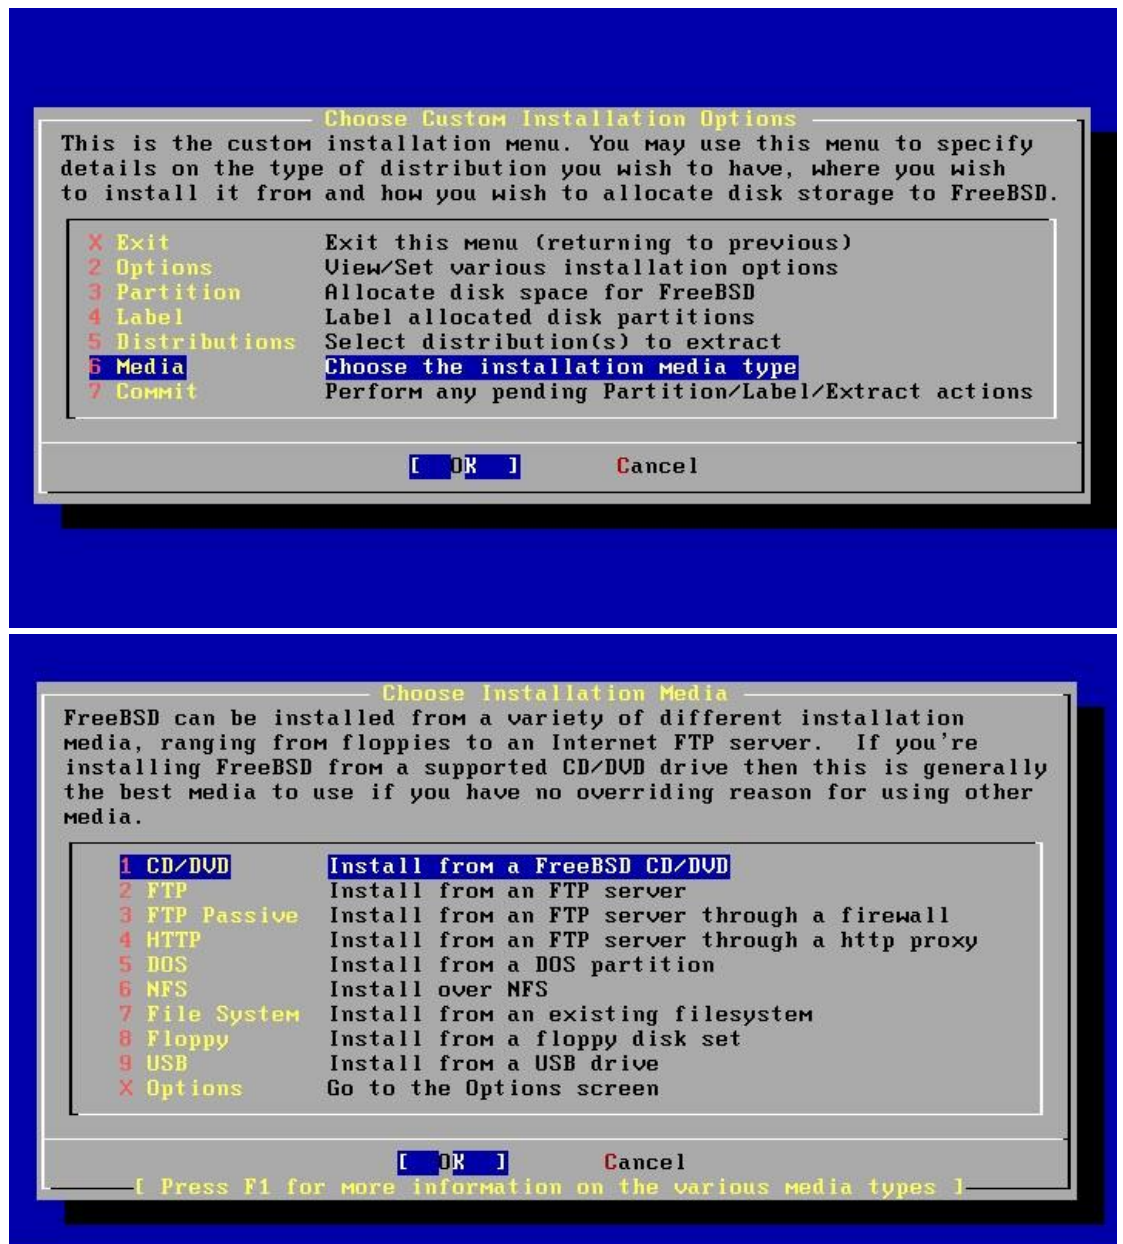 Choose Custom Installation Options
This is the custom installation menu. You may use this menu to specify
details on the type of distribution you wish to have, where you wish
to install it from and how you wish to allocate disk storage to FreeBSD.
X Exit Exit this menu (returning to previous)
2 Options View/Set various installation options
3 Partition Allocate disk space for FreeBSD
4 Label Label allocated disk partitions
5 Distributions Select distribution(s) to extract
6 Media Choose the installation media type
7 Commit Perform any pending Partition/Label/Extract actions
[ OK ] Cancel
Choose Installation Media
FreeBSD can be installed from a variety of different installation
media, ranging from floppies to an Internet FTP server. If you're
installing FreeBSD from a supported CD/DVD drive then this is generally
the best media to use if you have no overriding reason for using other
media.
1 CD/DVD Install from a FreeBSD CD/DVD
2 FTP Install from an FTP server
3 FTP Passive Install from an FTP server through a firewall
4 HTTP Install from an FTP server through a http proxy
5 DOS Install from a DOS partition
6 NFS Install over NFS
7 File System Install from an existing filesystem
8 Floppy Install from a floppy disk set
9 USB Install from a USB drive
X Options Go to the Options screen
[ OK ] Cancel
[ Press F1 for more information on the various media types ]